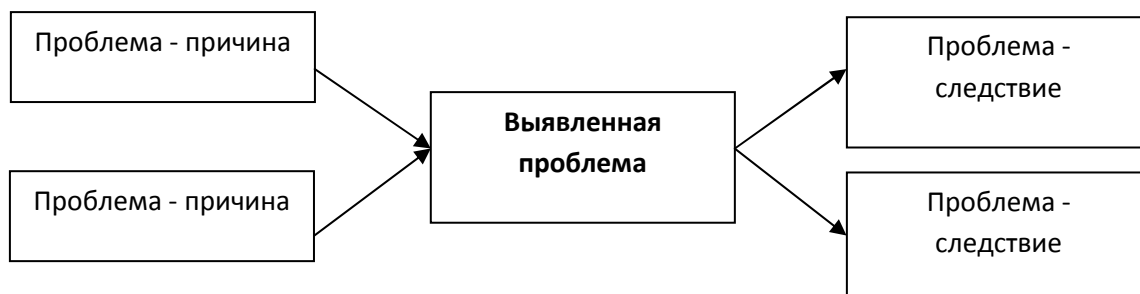 Проблема - причина
Проблема - причина
Выявленная
проблема
Проблема -
следствие
Проблема -
следствие